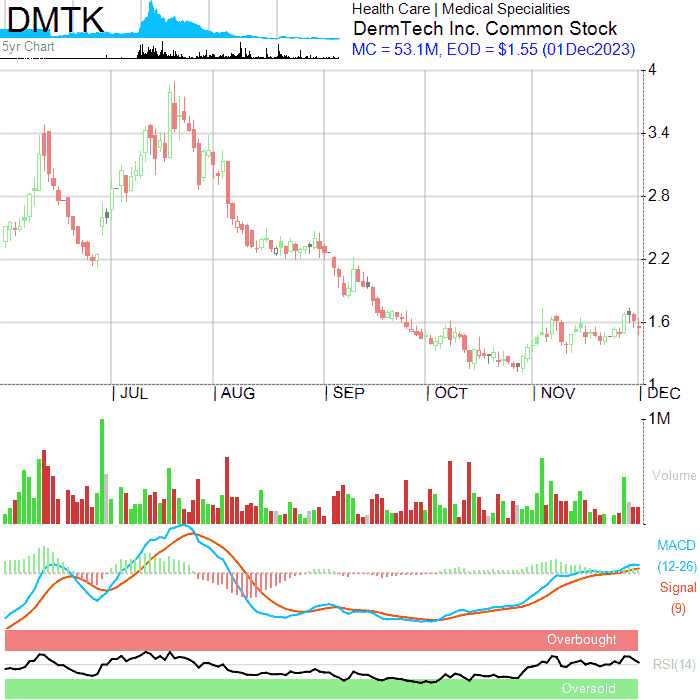 DMTK
5yr Chart
Health Care | Medical Specialities
DermTech Inc. Common Stock
MC = 53.1M, EOD = $1.55 (01Dec2023)
4
3.4
2.8
2.2
1.6
1
JUL AUG SEP OCT NOV DEC
1M
Volume
MACD
(12-26)
Signal
(9)
Overbought
RSI(14)
Oversold